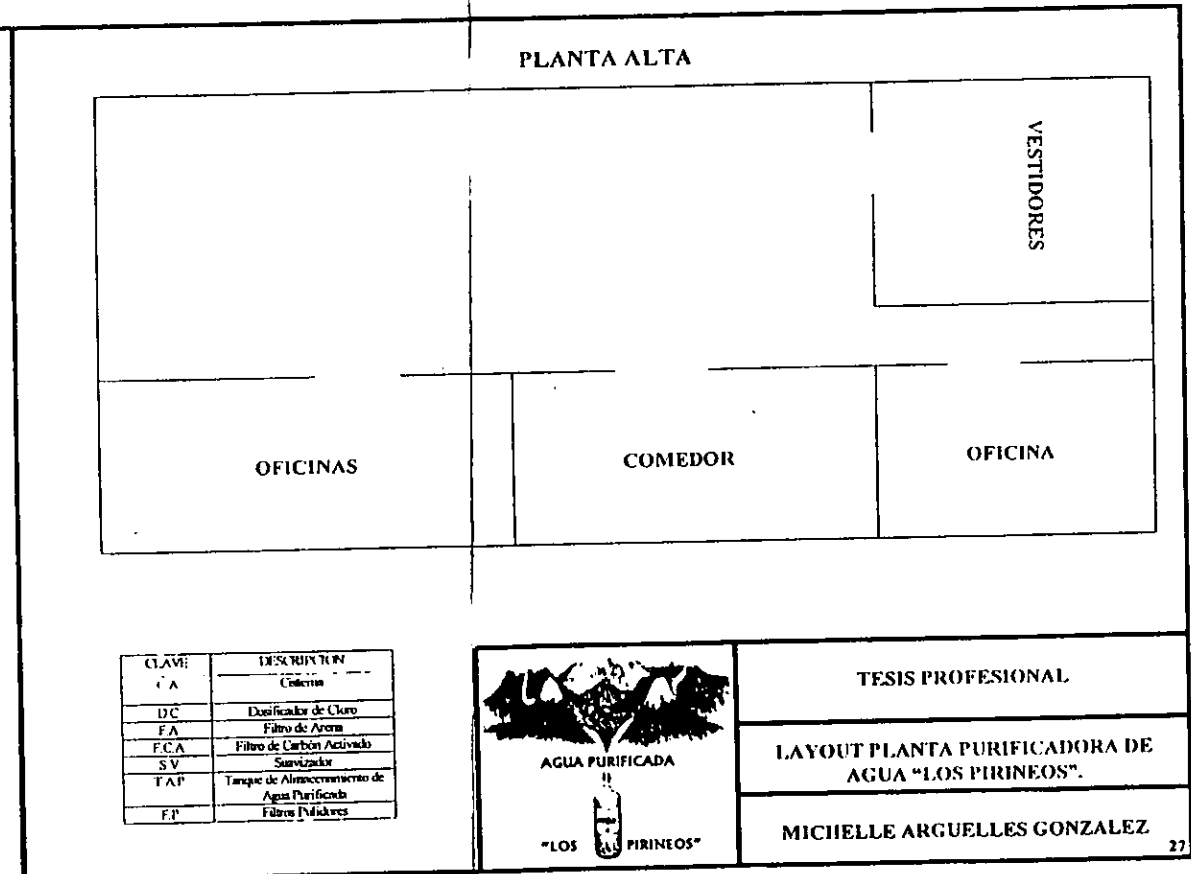 PLANTA ALTA
VESTIDORES
OFICINAS
COMEDOR
OFICINA
CLAVE DESCRIPCION
C A Cisterna
D C Dosificador de Cloro
F.A Filtro de Arena
F.C.A Filtro de Carbón Activado
S V Suavizador
T A P Tanque de Almacenamiento de
Agua Purificada
F.P Filtros Pulidores
AGUA PURIFICADA
"LOS PIRINEOS"
TESIS PROFESIONAL
LAYOUT PLANTA PURIFICADORA DE
AGUA "LOS PIRINEOS".
MICHELLE ARGUELLES GONZALEZ
27